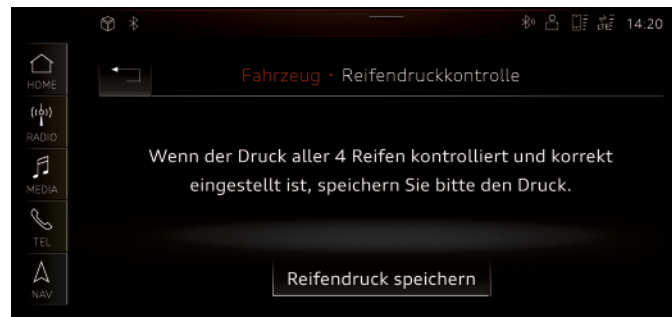 14:20
HOME
Fahrzeug • Reifendruckkontrolle
RADIO
Wenn der Druck aller 4 Reifen kontrolliert und korrekt
eingestellt ist, speichern Sie bitte den Druck.
MEDIA
TEL
Reifendruck speichern
NAV